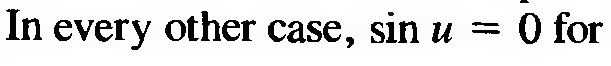 In every other case, sin u = 0 for